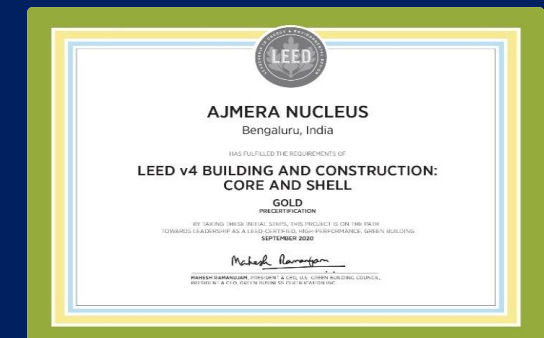 LEED
AJMERA NUCLEUS
Bengaluru, India
HAS FULFILLED THE REQUIREMENTS OF
LEED v4 BUILDING AND CONSTRUCTION:
CORE AND SHELL
GOLD
PRECERTIFICATION
BY TAKING THESE INITIAL STEPS, THIS PROJECT IS ON THE PATH
TOWARDS LEADERSHIP AS A LEED-CERTIFIED, HIGH-PERFORMANCE, GREEN BUILDING
SEPTEMBER 2020
Mahesh Ramanujam
MAHESH RAMANUJAM, PRESIDENT & CEO, U.S. GREEN BUILDING COUNCIL,
PRESIDENT & CEO, GREEN BUSINESS CERTIFICATION INC.